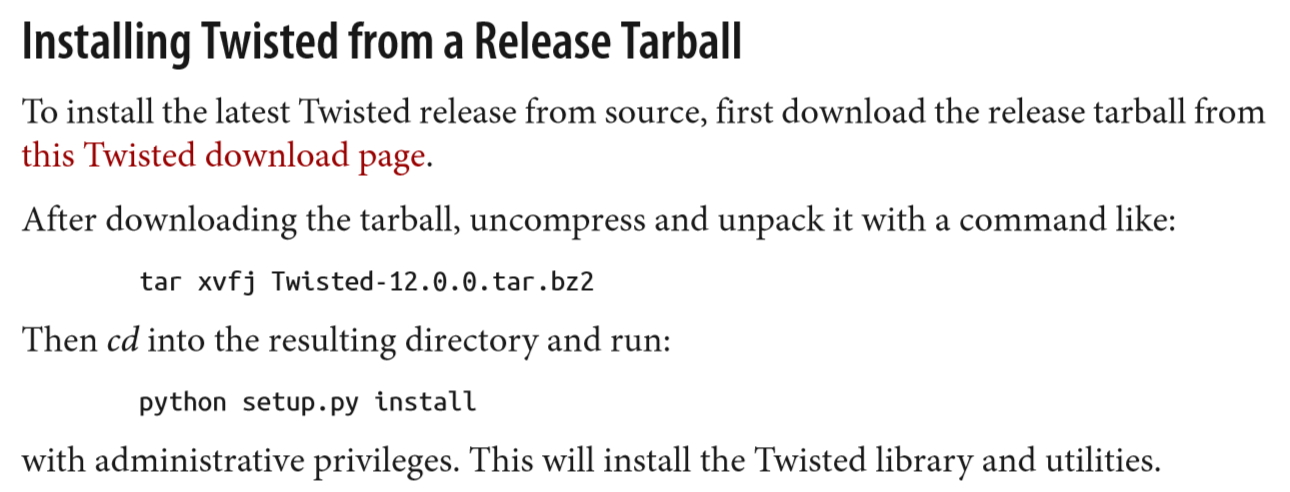 Installing Twisted from a Release Tarball
To install the latest Twisted release from source, first download the release tarball from
this Twisted download page.
After downloading the tarball, uncompress and unpack it with a command like:
tar xvfj Twisted-12.0.0.tar.bz2
Then cd into the resulting directory and run:
python setup.py install
with administrative privileges. This will install the Twisted library and utilities.